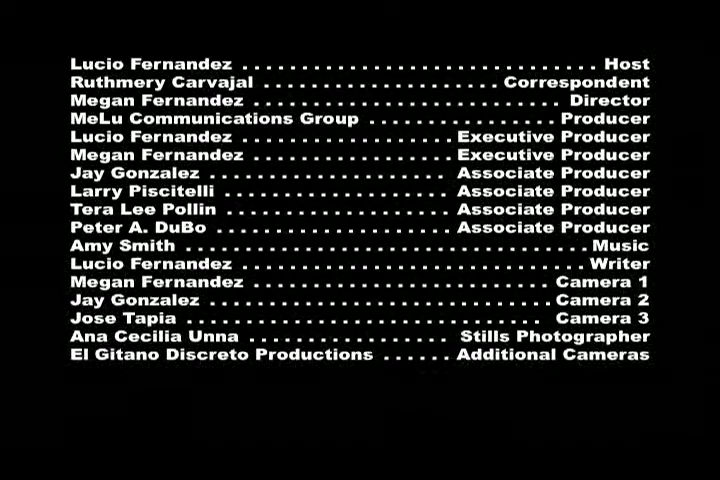 Lucio Fernandez . . . . . . . . . . . . . . . . . . . . . . . . . . . . . . Host
Ruthmery Carvajal . . . . . . . . . . . . . . . . . . . . Correspondent
Megan Fernandez . . . . . . . . . . . . . . . . . . . . . . . . . . Director
MeLu Communications Group . . . . . . . . . . . . . . . . Producer
Lucio Fernandez . . . . . . . . . . . . . . . . . . Executive Producer
Megan Fernandez . . . . . . . . . . . . . . . . . Executive Producer
Jay Gonzalez . . . . . . . . . . . . . . . . . . . . Associate Producer
Larry Piscitelli . . . . . . . . . . . . . . . . . . . Associate Producer
Tera Lee Pollin . . . . . . . . . . . . . . . . . . . Associate Producer
Peter A. DuBo . . . . . . . . . . . . . . . . . . . . Associate Producer
Amy Smith . . . . . . . . . . . . . . . . . . . . . . . . . . . . . . . . . . Music
Lucio Fernandez . . . . . . . . . . . . . . . . . . . . . . . . . . . . . Writer
Megan Fernandez . . . . . . . . . . . . . . . . . . . . . . . . . Camera 1
Jay Gonzalez . . . . . . . . . . . . . . . . . . . . . . . . . . . . . Camera 2
Jose Tapia . . . . . . . . . . . . . . . . . . . . . . . . . . . . . . Camera 3
Ana Cecilia Unna . . . . . . . . . . . . . . . . . Stills Photographer
El Gitano Discreto Productions . . . . . . Additional Cameras